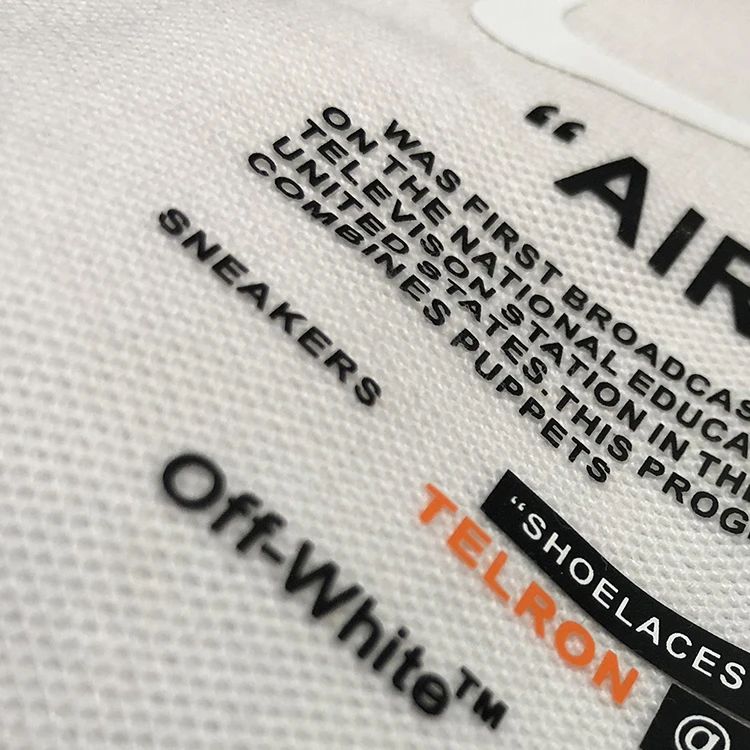 “AIR
WAS FIRST BROADCAS
ON THE NATIONAL EDUCA
TELEVISON STATION IN TH
UNITED STATES.THIS PROG
COMBINES PUPPETS
SNEAKERS
“SHOELACES
TELRON
Off-White™
@